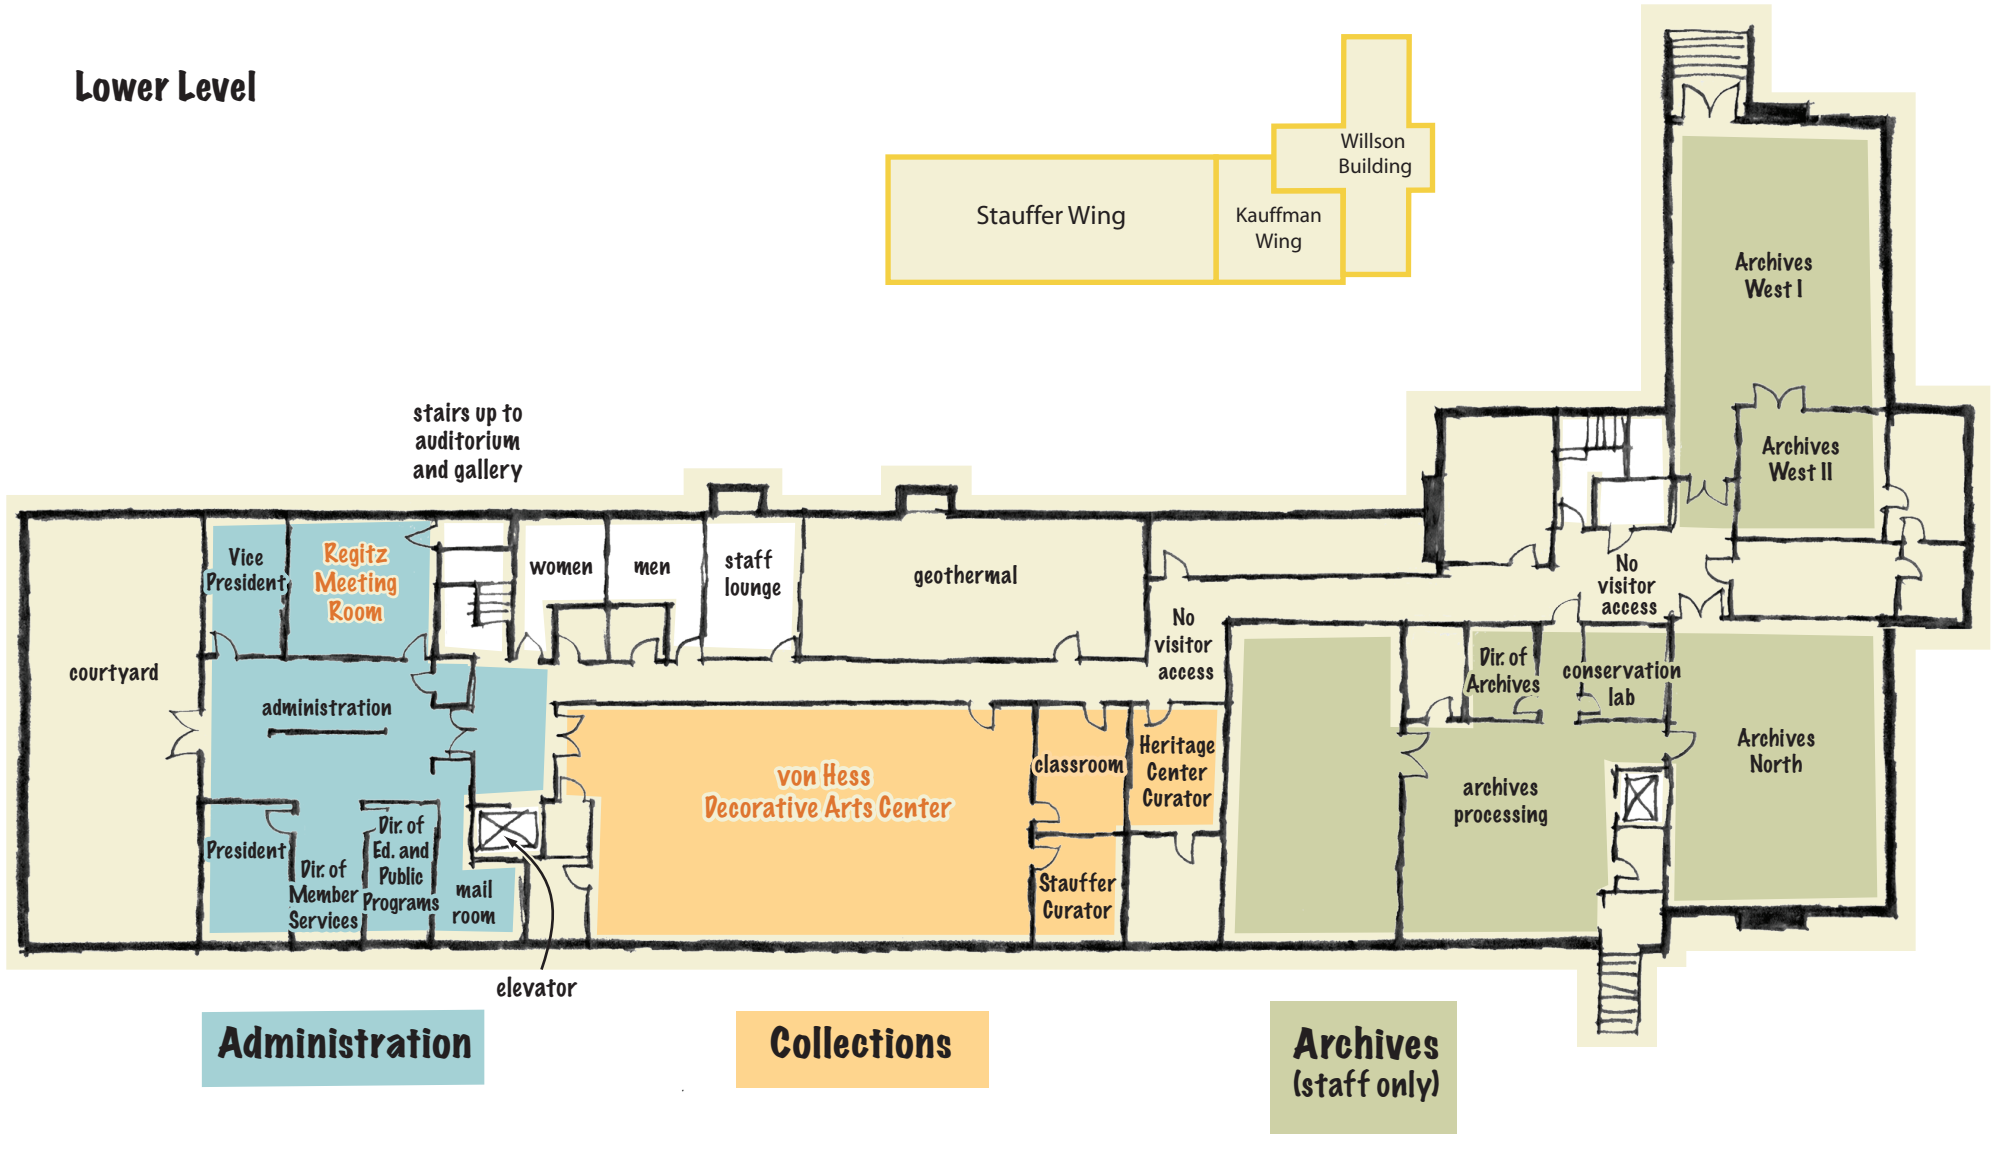 Lower Level
Willson
Building
Stauffer Wing
Kauffman
Wing
Archives
West I
Archives
West II
stairs up to
auditorium
and gallery
Vice
President
Regitz
Meeting
Room
women
men
staff
lounge
geothermal
No
visitor
access
No
visitor
access
courtyard
administration
Dir. of
Archives
conservation
lab
von Hess
Decorative Arts Center
classroom
Heritage
Center
Curator
archives
processing
Archives
North
President
Dir. of
Member
Services
Dir. of
Ed. and
Public
Programs
mail
room
Stauffer
Curator
elevator
Administration
Collections
Archives
(staff only)